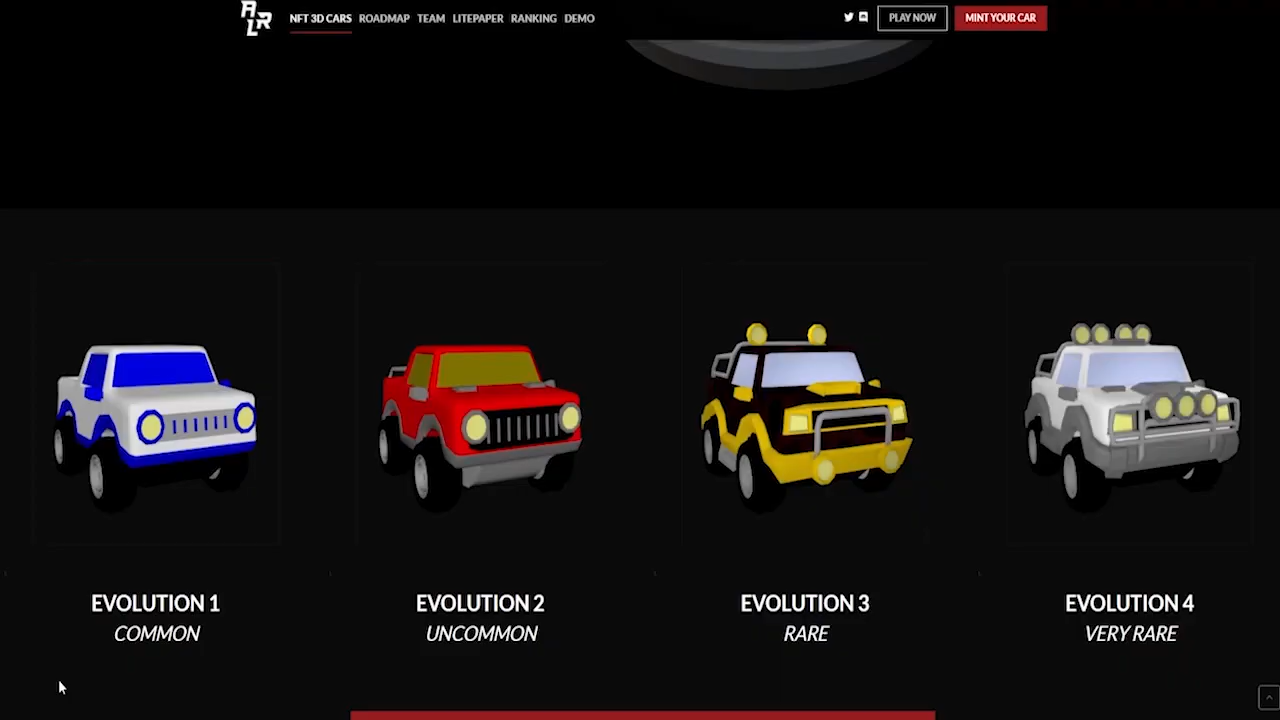 ALR
NFT 3D CARS ROADMAP TEAM LITEPAPER RANKING DEMO PLAY NOW MINT YOUR CAR
EVOLUTION 1 EVOLUTION 2 EVOLUTION 3 EVOLUTION 4
COMMON UNCOMMON RARE VERY RARE